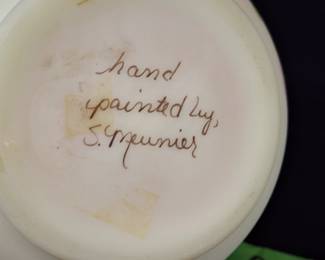 hand
painted by,
S. Meunier